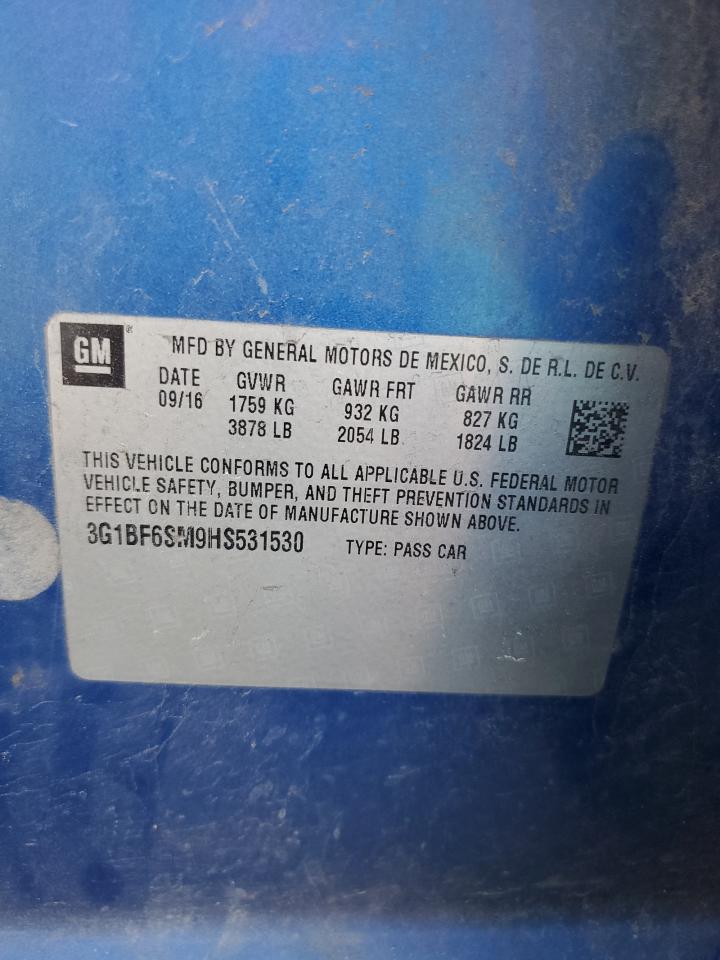 GM ® MFD BY GENERAL MOTORS DE MEXICO, S. DE R.L. DE C.V.
DATE GVWR GAWR FRT GAWR RR
09/16 1759 KG 932 KG 827 KG
3878 LB 2054 LB 1824 LB
THIS VEHICLE CONFORMS TO ALL APPLICABLE U.S. FEDERAL MOTOR
VEHICLE SAFETY, BUMPER, AND THEFT PREVENTION STANDARDS IN
EFFECT ON THE DATE OF MANUFACTURE SHOWN ABOVE.
3G1BF6SM9HS531530 TYPE: PASS CAR